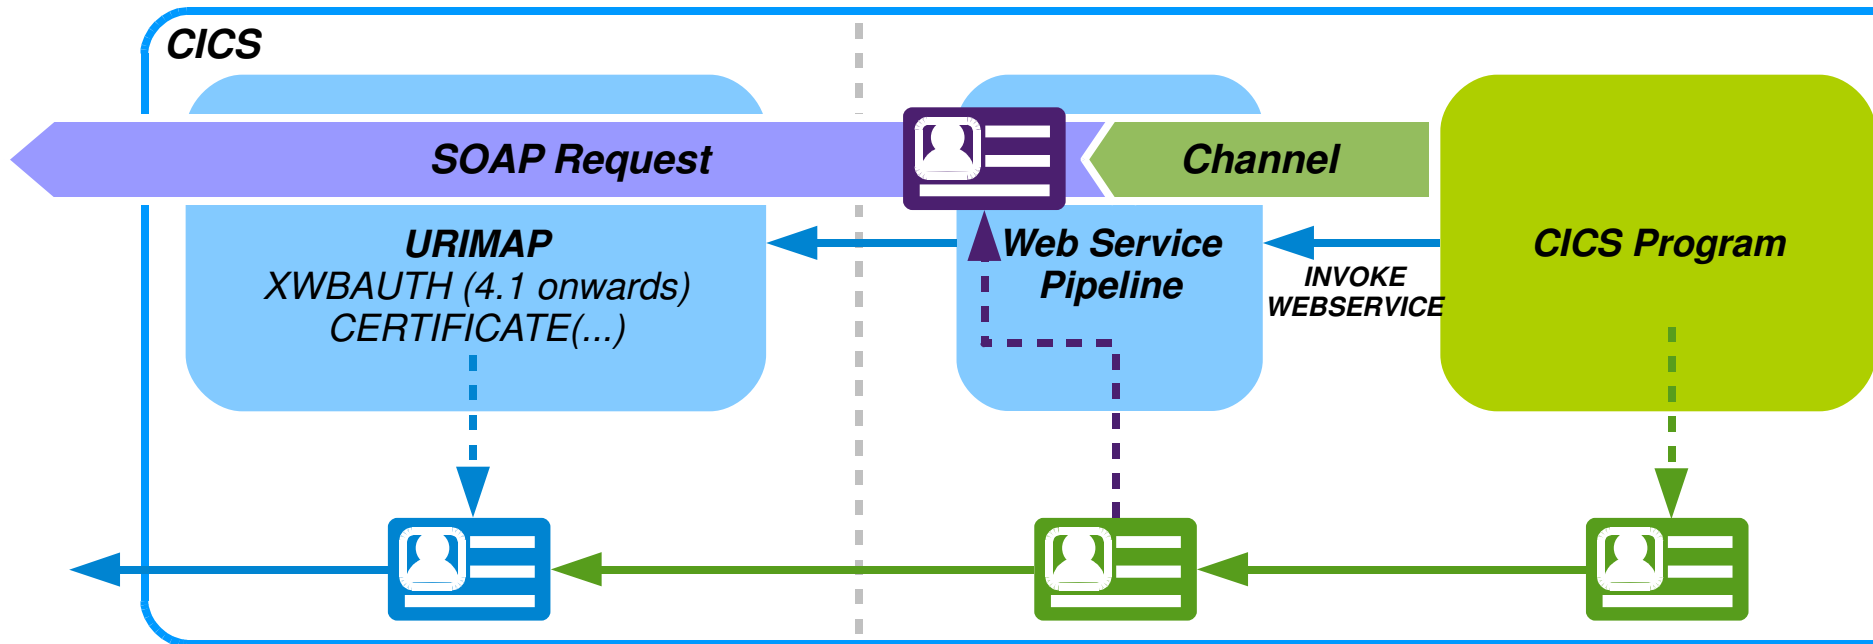 CICS
SOAP Request
Channel
URIMAP
XWBAUTH (4.1 onwards)
CERTIFICATE(...)
Web Service
Pipeline
INVOKE
WEBSERVICE
CICS Program